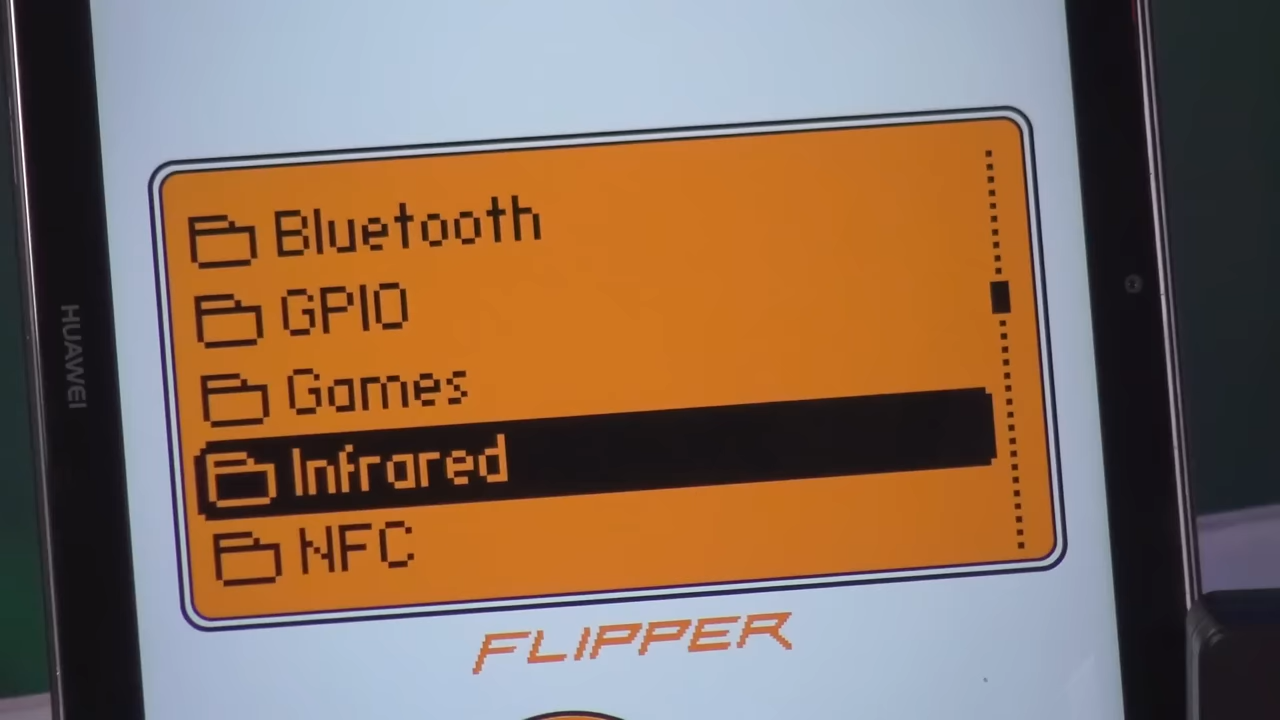 HUAWEI
Bluetooth
GPIO
Games
Infrared
NFC
FLIPPER